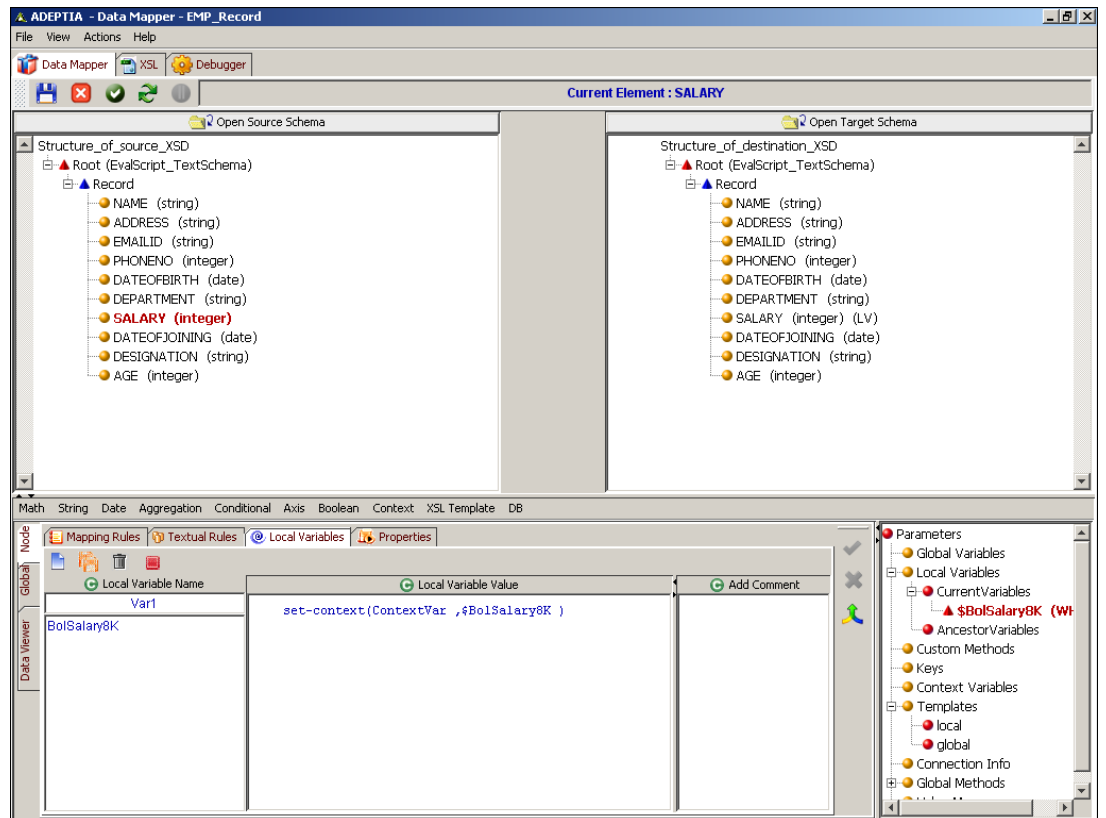 ADEPTIA - Data Mapper - EMP_Record
File View Actions Help
Data Mapper XSL Debugger
Current Element : SALARY
Open Source Schema
Structure_of_source_XSD
Root (EvalScript_TextSchema)
Record
NAME (string)
ADDRESS (string)
EMAILID (string)
PHONENO (integer)
DATEOFBIRTH (date)
DEPARTMENT (string)
SALARY (integer)
DATEOFJOINING (date)
DESIGNATION (string)
AGE (integer)
Open Target Schema
Structure_of_destination_XSD
Root (EvalScript_TextSchema)
Record
NAME (string)
ADDRESS (string)
EMAILID (string)
PHONENO (integer)
DATEOFBIRTH (date)
DEPARTMENT (string)
SALARY (integer) (LV)
DATEOFJOINING (date)
DESIGNATION (string)
AGE (integer)
Math String Date Aggregation Conditional Axis Boolean Context XSL Template DB
Node
Global
Data Viewer
Mapping Rules Textual Rules Local Variables Properties
Local Variable Name
Var1
BolSalary8K
Local Variable Value
set-context(ContextVar ,$BolSalary8K )
Add Comment
Parameters
Global Variables
Local Variables
CurrentVariables
$BolSalary8K (WH
AncestorVariables
Custom Methods
Keys
Context Variables
Templates
local
global
Connection Info
Global Methods